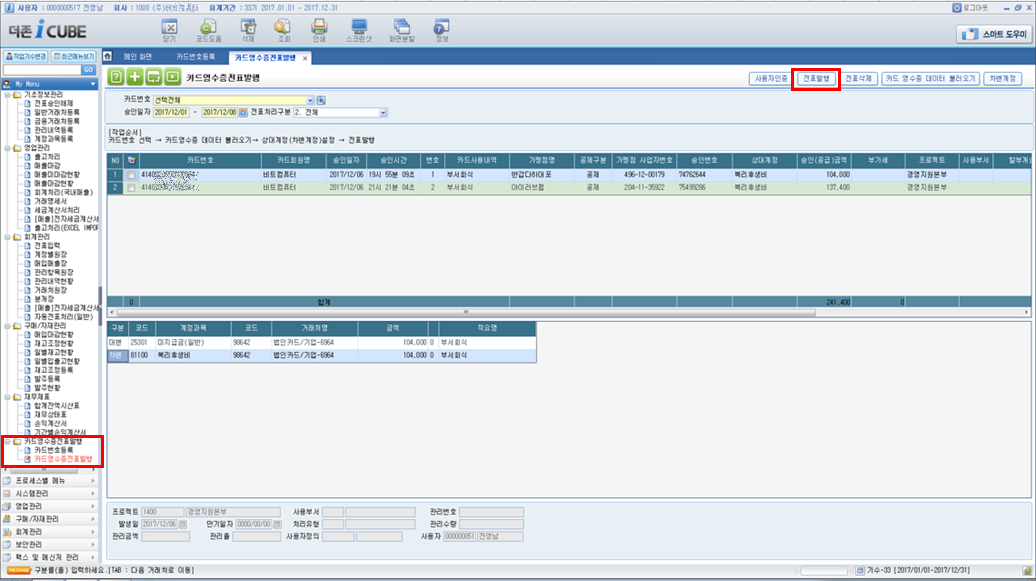 사용자 : 0000000517 전영남 회사 : 1000 회계기간 : 33기 2017.01.01 ~ 2017.12.31 로그아웃
더존 iCUBE
닫기 코드도움 삭제 조회 인쇄 스크린샷 화면분할 정보 스마트 도우미
작업기수변경 최근메뉴보기 메인 화면 카드번호등록 카드영수증전표발행
GO
카드영수증전표발행 사용자인증 전표발행 전표삭제 카드 영수증 데이터 불러오기 차변계정
카드번호 선택전체
승인일자 2017/12/01 ~ 2017/12/08 전표처리구분 2. 전체
[작업순서]
카드번호 선택 → 카드영수증 데이터 불러오기→ 상대계정(차변계정)설정 → 전표발행
NO 카드번호 카드회원명 승인일자 승인시간 번호 카드사용내역 가맹점명 공제구분 가맹점 사업자번호 승인번호 상대계정 승인(공급)금액 부가세 프로젝트 사용부서
1 비트컴퓨터 2017/12/06 19시 55분 09초 1 부서회식 반갑다하대포 공제 496-12-00179 74762644 복리후생비 104,000 경영지원본부
2 비트컴퓨터 2017/12/06 21시 21분 04초 2 부서회식 아이러브펍 공제 204-11-35922 75499286 복리후생비 137,400 경영지원본부
0 합계 241,400 0
구분 코드 계정과목 코드 거래처명 금액 적요명
대변 25301 미지급금(일반) 98642 법인카드/기업-6964 104,000 0 부서회식
차변 81100 복리후생비 98642 법인카드/기업-6964 104,000 0 부서회식
프로젝트 1400 경영지원본부 사용부서 관리번호
발생일 2017/12/06 만기일자 0000/00/00 처리유형 관리수량
관리금액 관리율 사용자정의 사용자 00000051 전영남
My Menu
기초정보관리
전표승인해제
일반거래처등록
금융거래처등록
관리내역등록
계정과목등록
영업관리
출고처리
매출마감
매출미마감현황
매출마감현황
회계처리(국내매출)
거래명세서
세금계산서처리
[매출]전자세금계산서
출고처리(EXCEL IMPOR
회계관리
전표입력
계정별원장
매입매출장
관리항목원장
관리내역현황
거래처원장
분개장
[매출]전자세금계산서
자동전표처리(일반)
구매/자재관리
매입마감현황
재고조정현황
일별재고현황
일별입출고현황
재고조정등록
발주등록
발주현황
재무제표
합계잔액시산표
재무상태표
손익계산서
기간별손익계산서
카드영수증전표발행
카드번호등록
카드영수증전표발행
프로세스별 메뉴
시스템관리
영업관리
구매/자재관리
회계관리
보안관리
팩스 및 메신저 관리
구분를(을) 입력하세요.[TAB : 다음 거래처로 이동] 기수-33 [2017/01/01~2017/12/31]